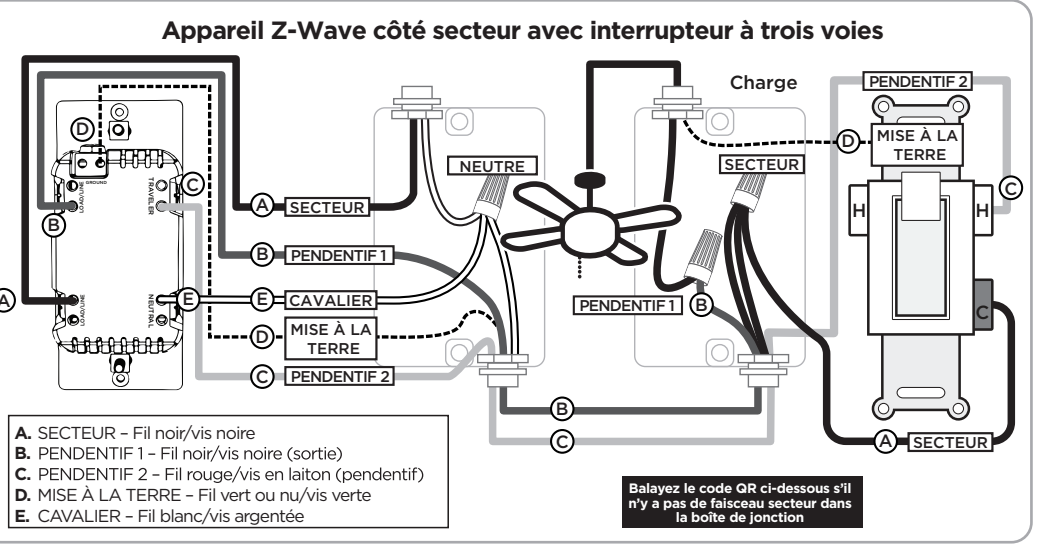 Appareil Z-Wave côté secteur avec interrupteur à trois voies
Charge
PENDENTIF 2
D
MISE À LA
TERRE
D
GROUND
LOAD/LINE
TRAVELER
C
B
NEUTRE
SECTEUR
A
SECTEUR
H
H
C
B
PENDENTIF 1
PENDENTIF 1
B
A
LOAD/LINE
NEUTRAL
E
E
CAVALIER
C
D
MISE À LA
TERRE
C
PENDENTIF 2
B
C
A
SECTEUR
A. SECTEUR – Fil noir/vis noire
B. PENDENTIF 1 – Fil noir/vis noire (sortie)
C. PENDENTIF 2 – Fil rouge/vis en laiton (pendentif)
D. MISE À LA TERRE – Fil vert ou nu/vis verte
E. CAVALIER – Fil blanc/vis argentée
Balayez le code QR ci-dessous s'il
n'y a pas de faisceau secteur dans
la boîte de jonction